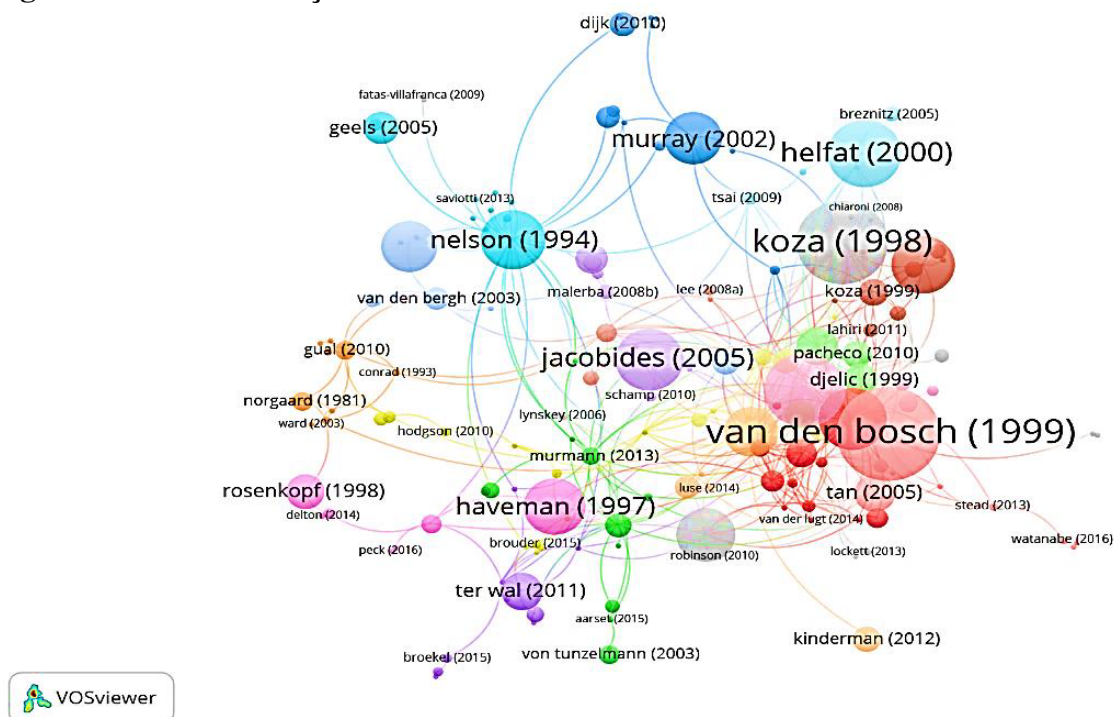 dijk (2010)
fatas-villafranca (2009)
geels (2005)
breznitz (2005)
murray (2002)
helfat (2000)
saviotti (2013)
tsai (2009)
chiaroni (2008)
nelson (1994)
koza (1998)
van den bergh (2003)
malerba (2008b)
lee (2008a)
koza (1999)
lahiri (2011)
gual (2010)
jacobides (2005)
pacheco (2010)
conrad (1993)
djelic (1999)
norgaard (1981)
schamp (2010)
ward (2003)
lynskey (2006)
hodgson (2010)
van den bosch (1999)
murmann (2013)
rosenkopf (1998)
luse (2014)
tan (2005)
delton (2014)
haveman (1997)
stead (2013)
van der lugt (2014)
peck (2016)
brouder (2015)
robinson (2010)
lockett (2013)
watanabe (2016)
ter wal (2011)
aarset (2015)
kinderman (2012)
broekel (2015)
von tunzelmann (2003)
VOSviewer